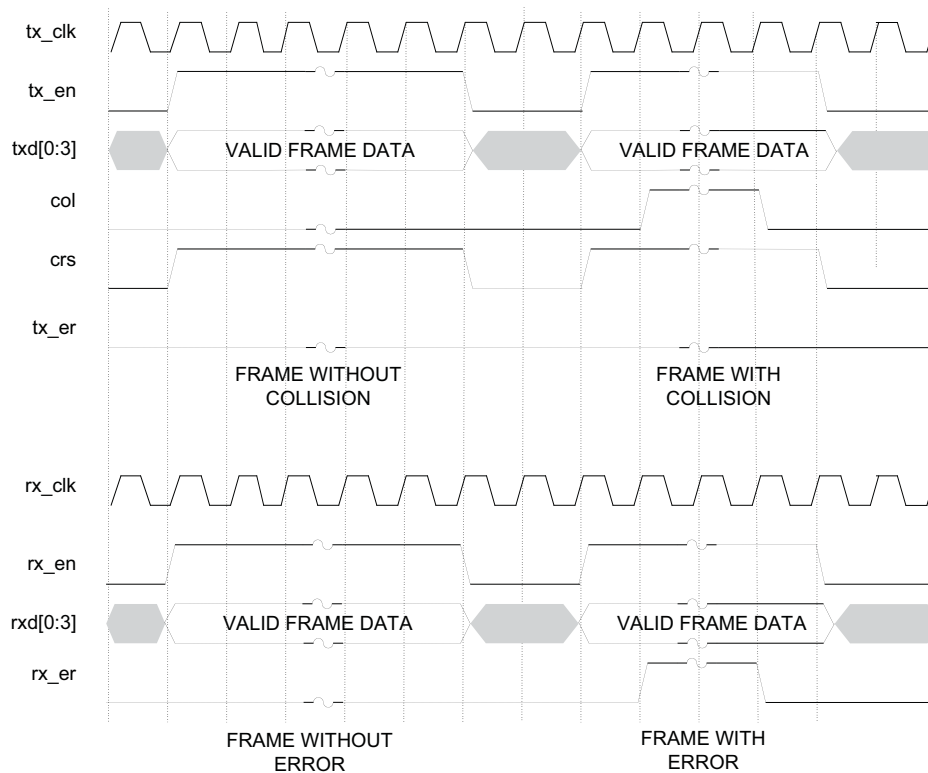 tx_clk
tx_en
txd[0:3]
VALID FRAME DATA
VALID FRAME DATA
col
crs
tx_er
FRAME WITHOUT
COLLISION
FRAME WITH
COLLISION
rx_clk
rx_en
rxd[0:3]
VALID FRAME DATA
VALID FRAME DATA
rx_er
FRAME WITHOUT
ERROR
FRAME WITH
ERROR